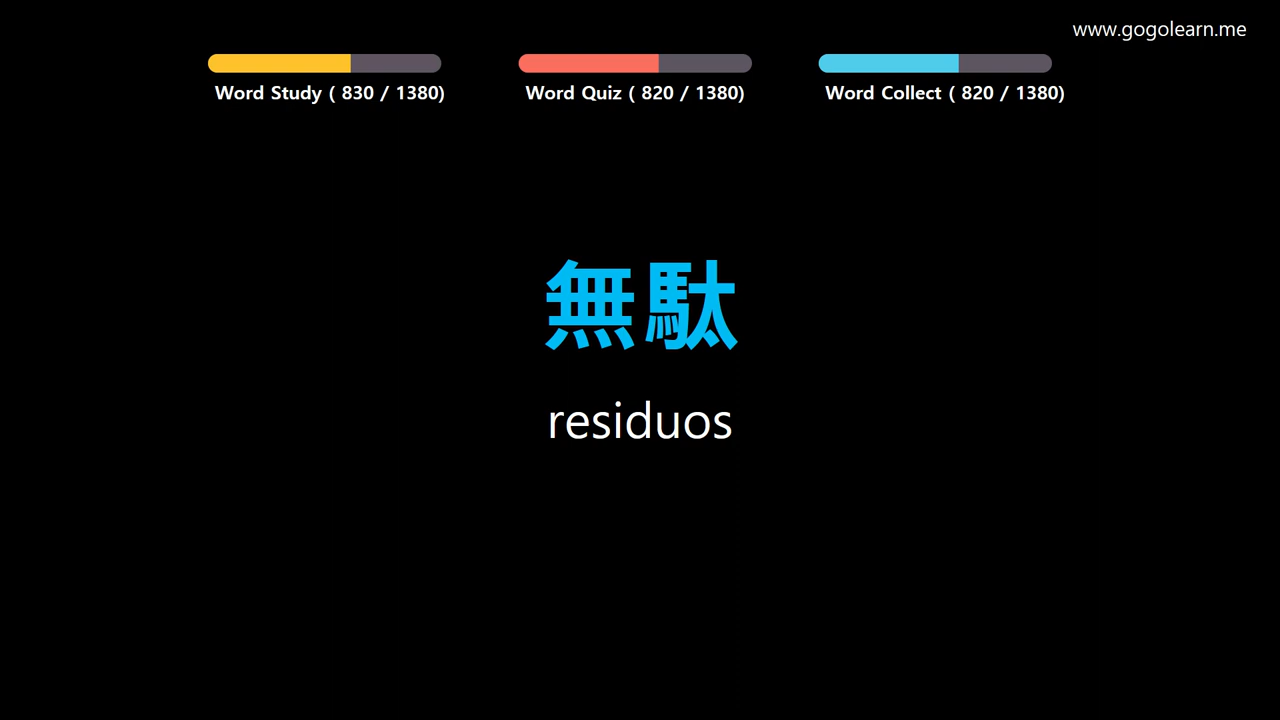 www.gogolearn.me
Word Study ( 830 / 1380)
Word Quiz ( 820 / 1380)
Word Collect ( 820 / 1380)
無駄
residuos